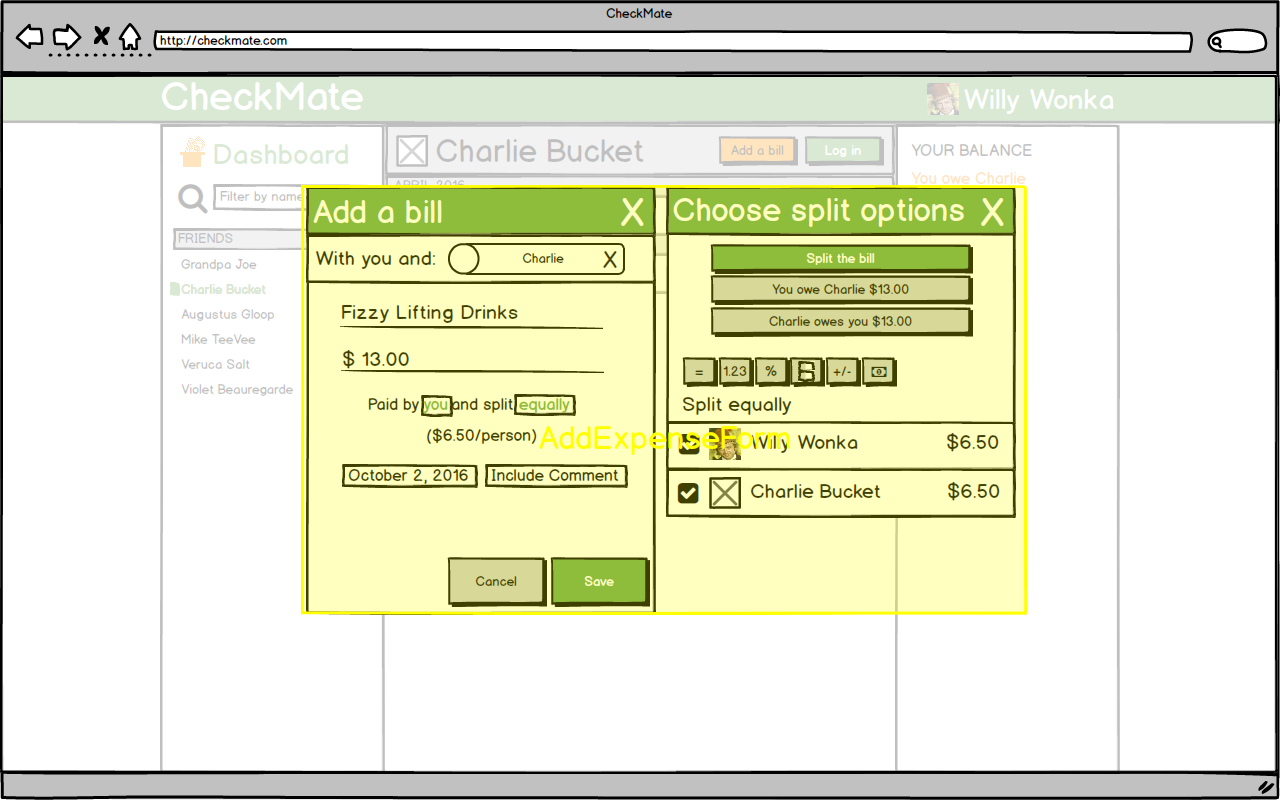 CheckMate
http://checkmate.com
CheckMate
Willy Wonka
Dashboard
Filter by name
FRIENDS
Grandpa Joe
Charlie Bucket
Augustus Gloop
Mike TeeVee
Veruca Salt
Violet Beauregarde
Charlie Bucket
Add a bill
Log in
APRIL 2016
YOUR BALANCE
You owe Charlie
Add a bill X
With you and: Charlie X
Fizzy Lifting Drinks
$ 13.00
Paid by you and split equally
($6.50/person)
October 2, 2016 Include Comment
Cancel Save
AddExpenseForm
Choose split options X
Split the bill
You owe Charlie $13.00
Charlie owes you $13.00
= 1.23 % +/-
Split equally
Willy Wonka $6.50
Charlie Bucket $6.50